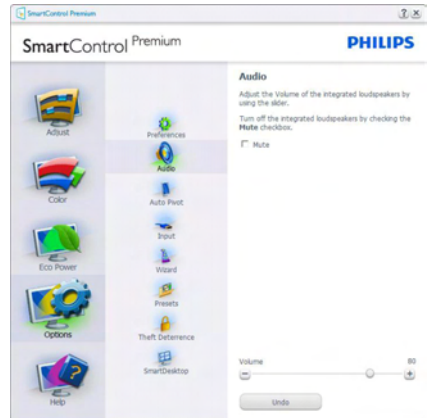 SmartControl Premium
SmartControl Premium
PHILIPS
Adjust
Color
Eco Power
Options
Help
Preferences
Audio
Auto Pivot
Input
Wizard
Presets
Theft Deterrence
SmartDesktop
Audio
Adjust the Volume of the integrated loudspeakers by
using the slider.
Turn off the integrated loudspeakers by checking the
Mute checkbox.
Mute
Volume 80
Undo